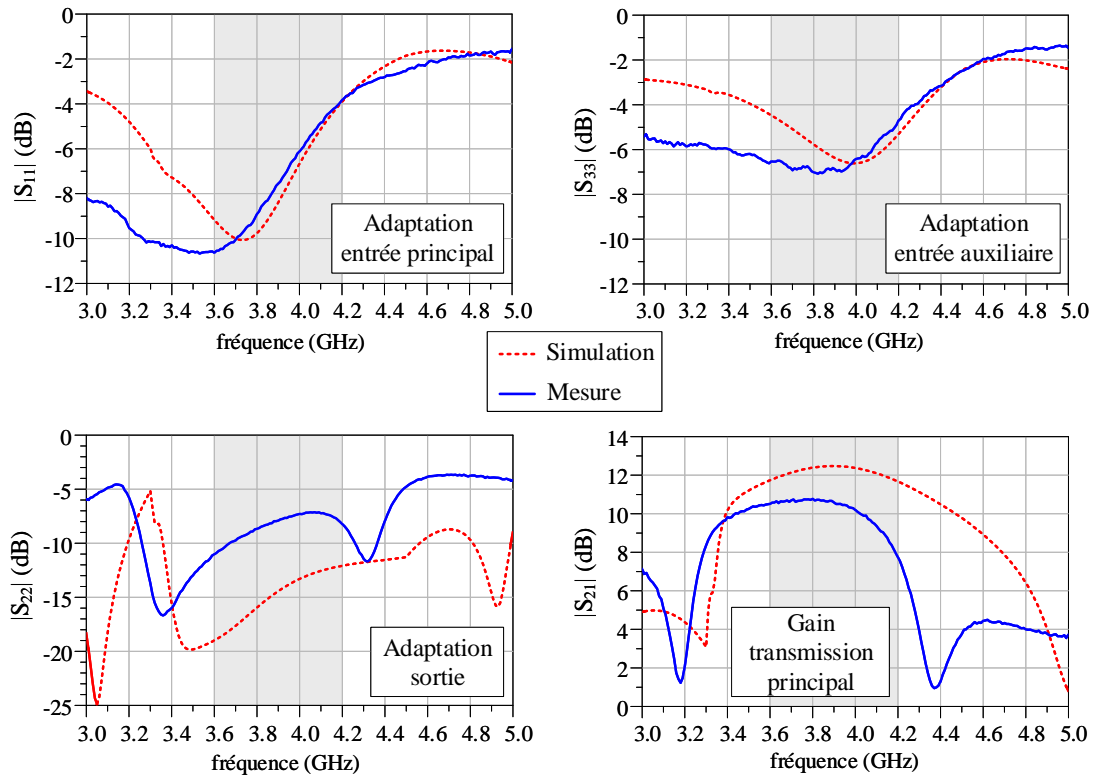 0
-2
-4
-6
-8
-10
-12
|S11| (dB)
Adaptation
entrée principal
3.0 3.2 3.4 3.6 3.8 4.0 4.2 4.4 4.6 4.8 5.0
fréquence (GHz)
0
-2
-4
-6
-8
-10
-12
|S33| (dB)
Adaptation
entrée auxiliaire
3.0 3.2 3.4 3.6 3.8 4.0 4.2 4.4 4.6 4.8 5.0
fréquence (GHz)
Simulation
Mesure
0
-5
-10
-15
-20
-25
|S22| (dB)
Adaptation
sortie
3.0 3.2 3.4 3.6 3.8 4.0 4.2 4.4 4.6 4.8 5.0
fréquence (GHz)
14
12
10
8
6
4
2
0
|S21| (dB)
Gain
transmission
principal
3.0 3.2 3.4 3.6 3.8 4.0 4.2 4.4 4.6 4.8 5.0
fréquence (GHz)